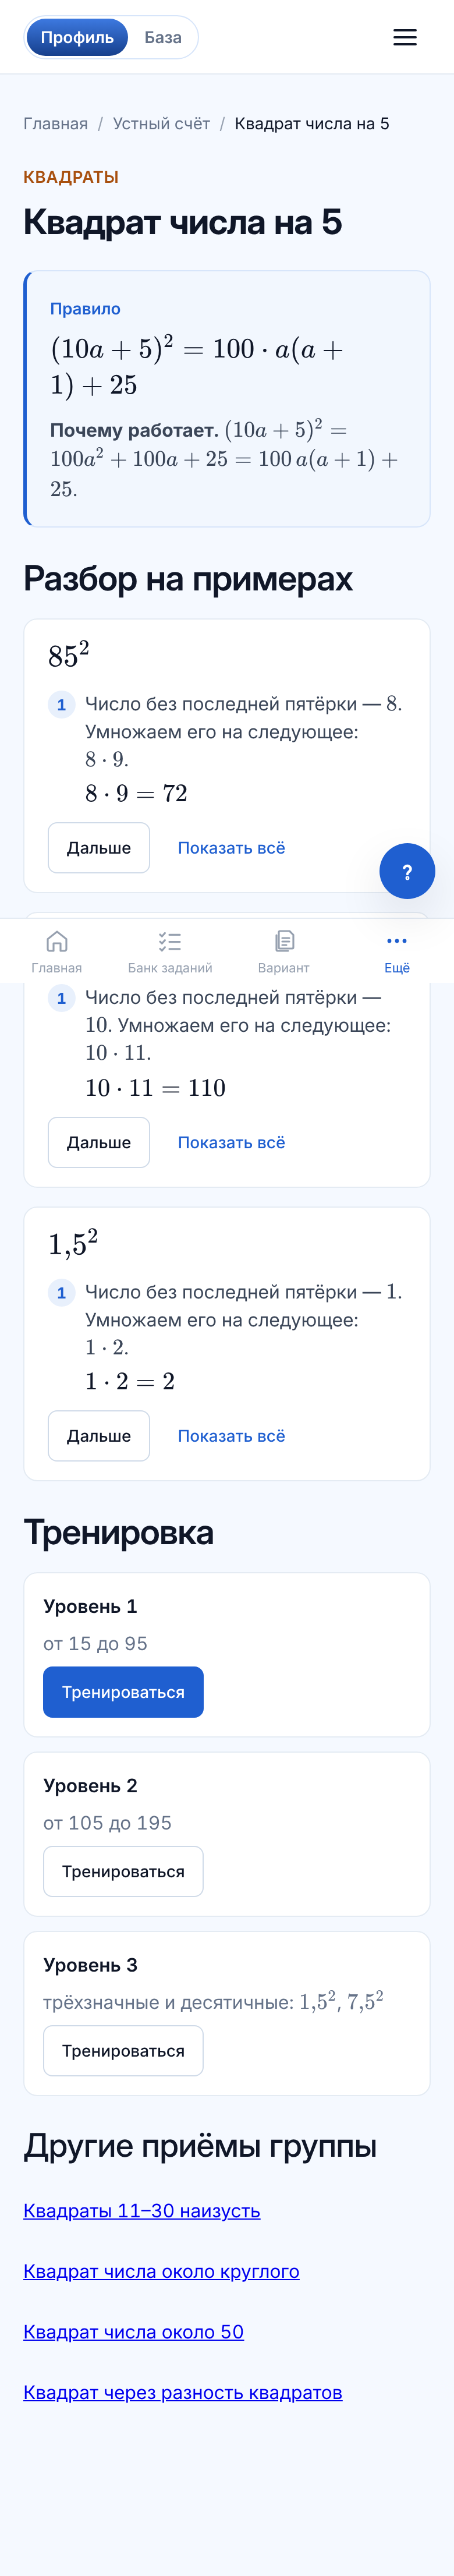 Профиль База
Главная / Устный счёт / Квадрат числа на 5
КВАДРАТЫ
Квадрат числа на 5
Правило
(10a + 5)² = 100 · a(a +
1) + 25
Почему работает. (10a + 5)² =
100a² + 100a + 25 = 100 a(a + 1) +
25.
Разбор на примерах
85²
1 Число без последней пятёрки — 8.
Умножаем его на следующее:
8 · 9.
8 · 9 = 72
Дальше Показать всё
?
Главная Банк заданий Вариант Ещё
1 Число без последней пятёрки —
10. Умножаем его на следующее:
10 · 11.
10 · 11 = 110
Дальше Показать всё
1,5²
1 Число без последней пятёрки — 1.
Умножаем его на следующее:
1 · 2.
1 · 2 = 2
Дальше Показать всё
Тренировка
Уровень 1
от 15 до 95
Тренироваться
Уровень 2
от 105 до 195
Тренироваться
Уровень 3
трёхзначные и десятичные: 1,5², 7,5²
Тренироваться
Другие приёмы группы
Квадраты 11–30 наизусть
Квадрат числа около круглого
Квадрат числа около 50
Квадрат через разность квадратов